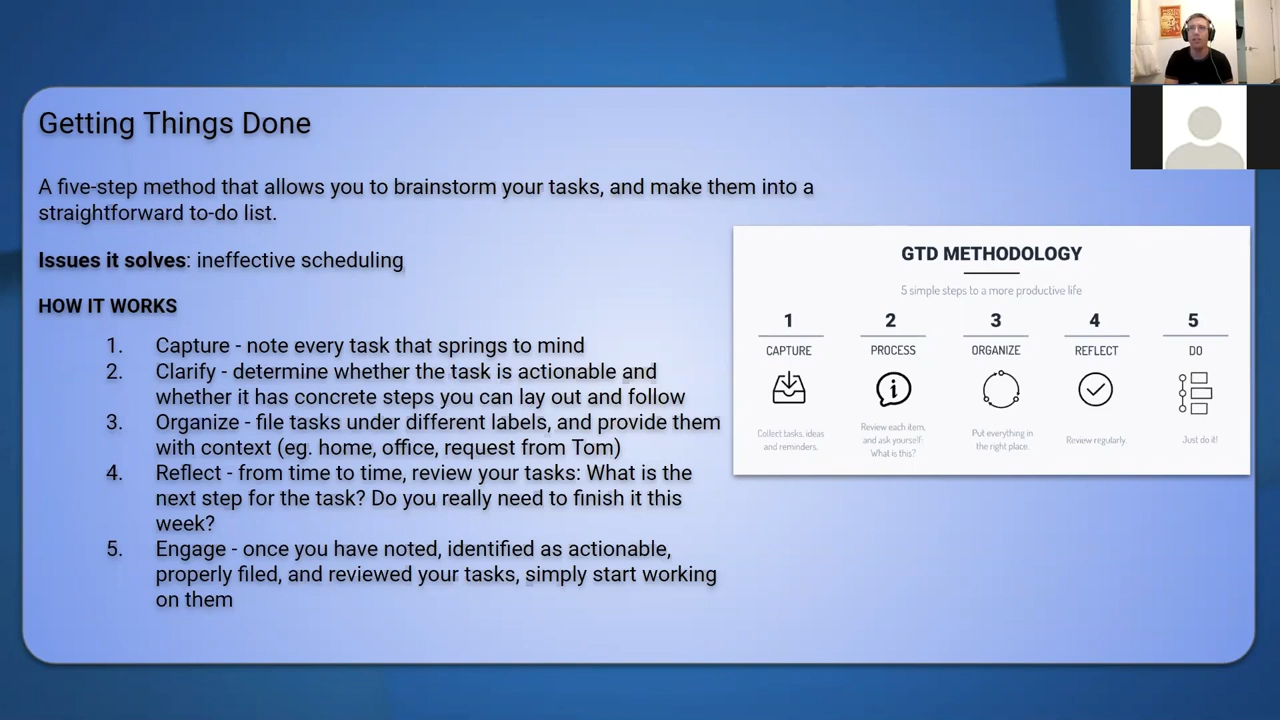 Getting Things Done
A five-step method that allows you to brainstorm your tasks, and make them into a
straightforward to-do list.
Issues it solves: ineffective scheduling
HOW IT WORKS
1. Capture - note every task that springs to mind
2. Clarify - determine whether the task is actionable and
whether it has concrete steps you can lay out and follow
3. Organize - file tasks under different labels, and provide them
with context (eg. home, office, request from Tom)
4. Reflect - from time to time, review your tasks: What is the
next step for the task? Do you really need to finish it this
week?
5. Engage - once you have noted, identified as actionable,
properly filed, and reviewed your tasks, simply start working
on them
GTD METHODOLOGY
5 simple steps to a more productive life
1
CAPTURE
Collect tasks, ideas
and reminders.
2
PROCESS
i
Review each item,
and ask yourself:
What is this?
3
ORGANIZE
Put everything in
the right place.
4
REFLECT
Review regularly.
5
DO
Just do it!